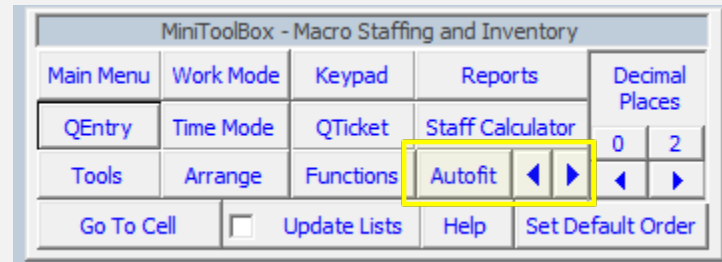 MiniToolBox - Macro Staffing and Inventory
Main Menu Work Mode Keypad Reports Decimal
Places
QEntry Time Mode QTicket Staff Calculator 0 2
Tools Arrange Functions Autofit
Go To Cell Update Lists Help Set Default Order